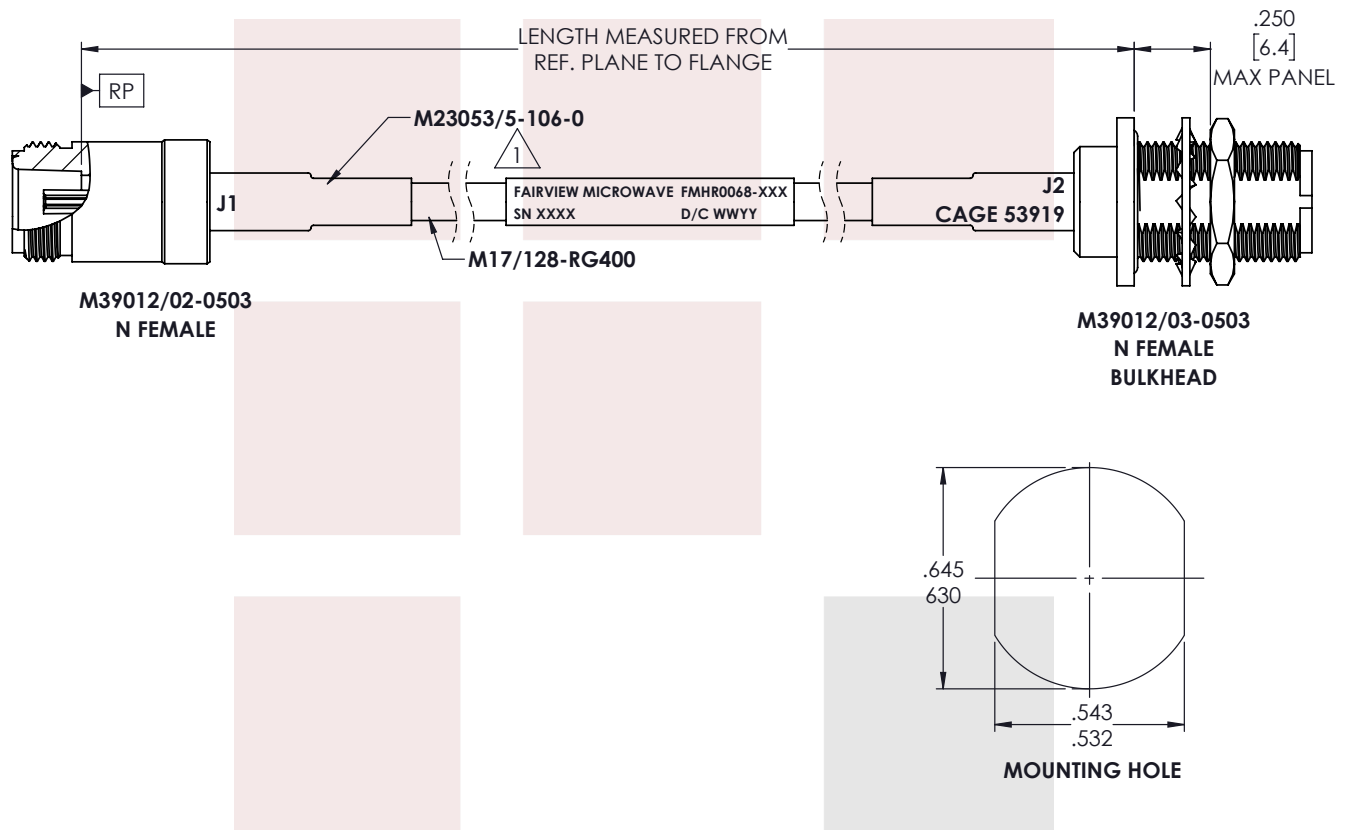 LENGTH MEASURED FROM
REF. PLANE TO FLANGE
.250
[6.4]
MAX PANEL
RP
M23053/5-106-0
1
J1
FAIRVIEW MICROWAVE FMHR0068-XXX
SN XXXX D/C WWYY
J2
CAGE 53919
M17/128-RG400
M39012/02-0503
N FEMALE
M39012/03-0503
N FEMALE
BULKHEAD
.645
630
.543
.532
MOUNTING HOLE